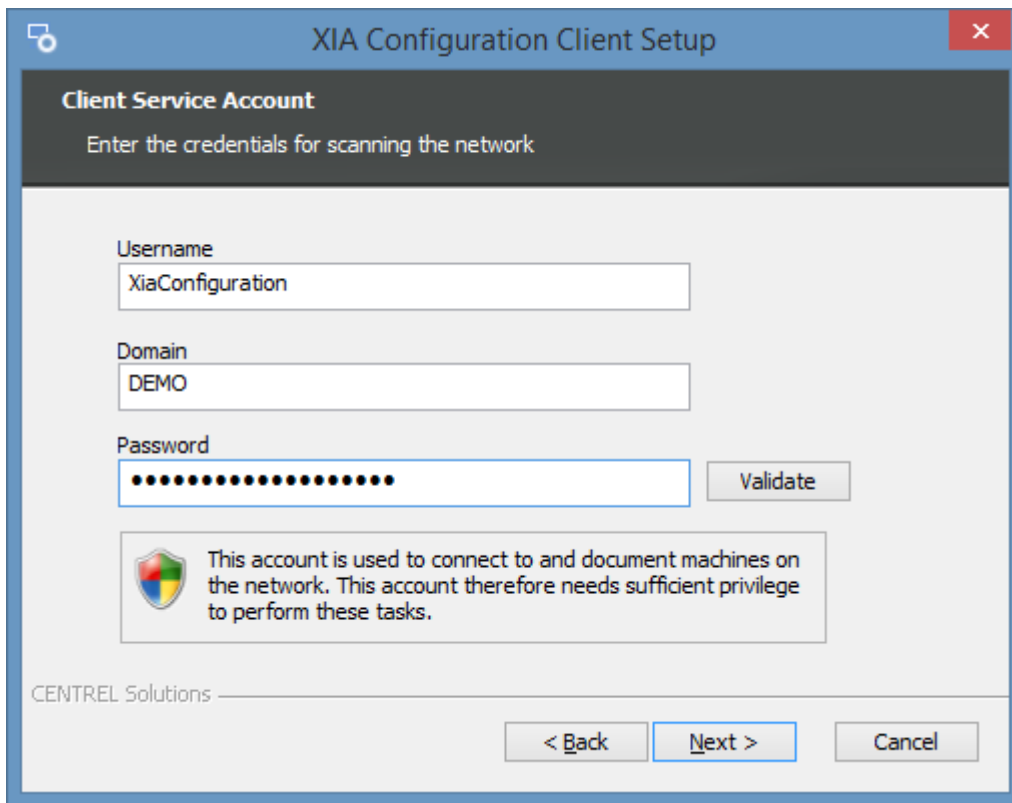 XIA Configuration Client Setup
Client Service Account
Enter the credentials for scanning the network
Username
XiaConfiguration
Domain
DEMO
Password
•••••••••••••••••••
Validate
This account is used to connect to and document machines on
the network. This account therefore needs sufficient privilege
to perform these tasks.
CENTREL Solutions
< Back
Next >
Cancel